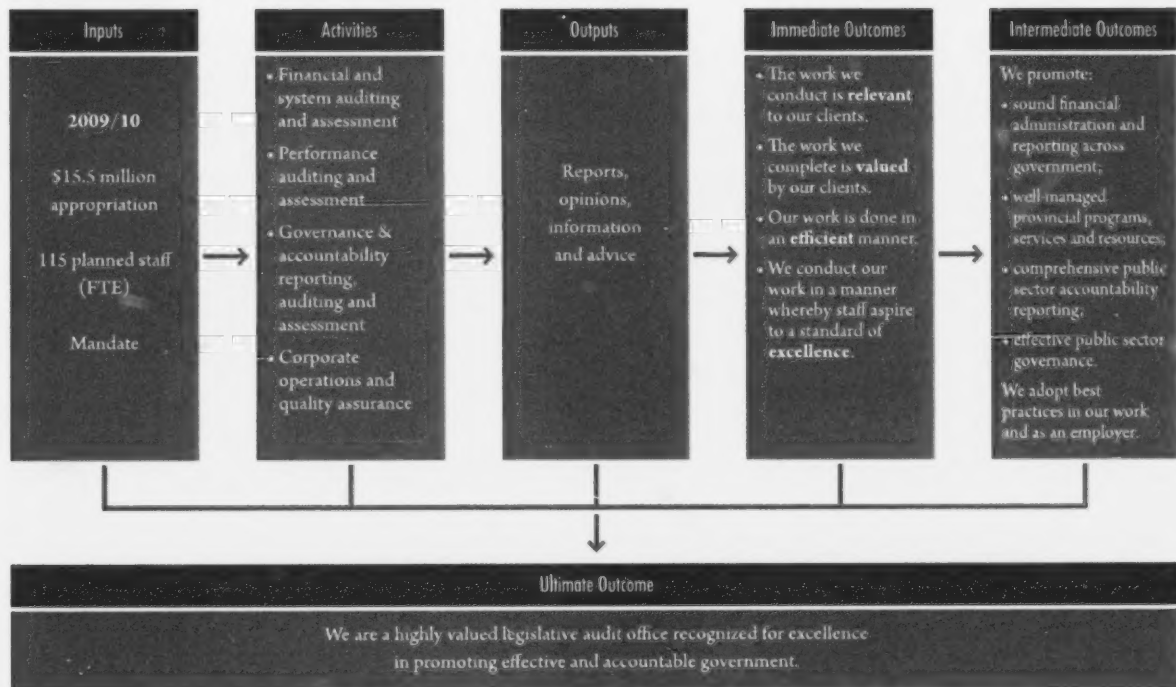 Inputs
2009/10
$15.5 million
appropriation
115 planned staff
(FTE)
Mandate
Activities
• Financial and
system auditing
and assessment
• Performance
auditing and
assessment
• Governance &
accountability
reporting,
auditing and
assessment
• Corporate
operations and
quality assurance
Outputs
Reports,
opinions,
information
and advice
Immediate Outcomes
• The work we
conduct is relevant
to our clients.
• The work we
complete is valued
by our clients.
• Our work is done in
an efficient manner.
• We conduct our
work in a manner
whereby staff aspire
to a standard of
excellence.
Intermediate Outcomes
We promote:
• sound financial
administration and
reporting across
government;
• well-managed
provincial programs,
services and resources;
• comprehensive public
sector accountability
reporting;
• effective public sector
governance.
We adopt best
practices in our work
and as an employer.
Ultimate Outcome
We are a highly valued legislative audit office recognized for excellence
in promoting effective and accountable government.